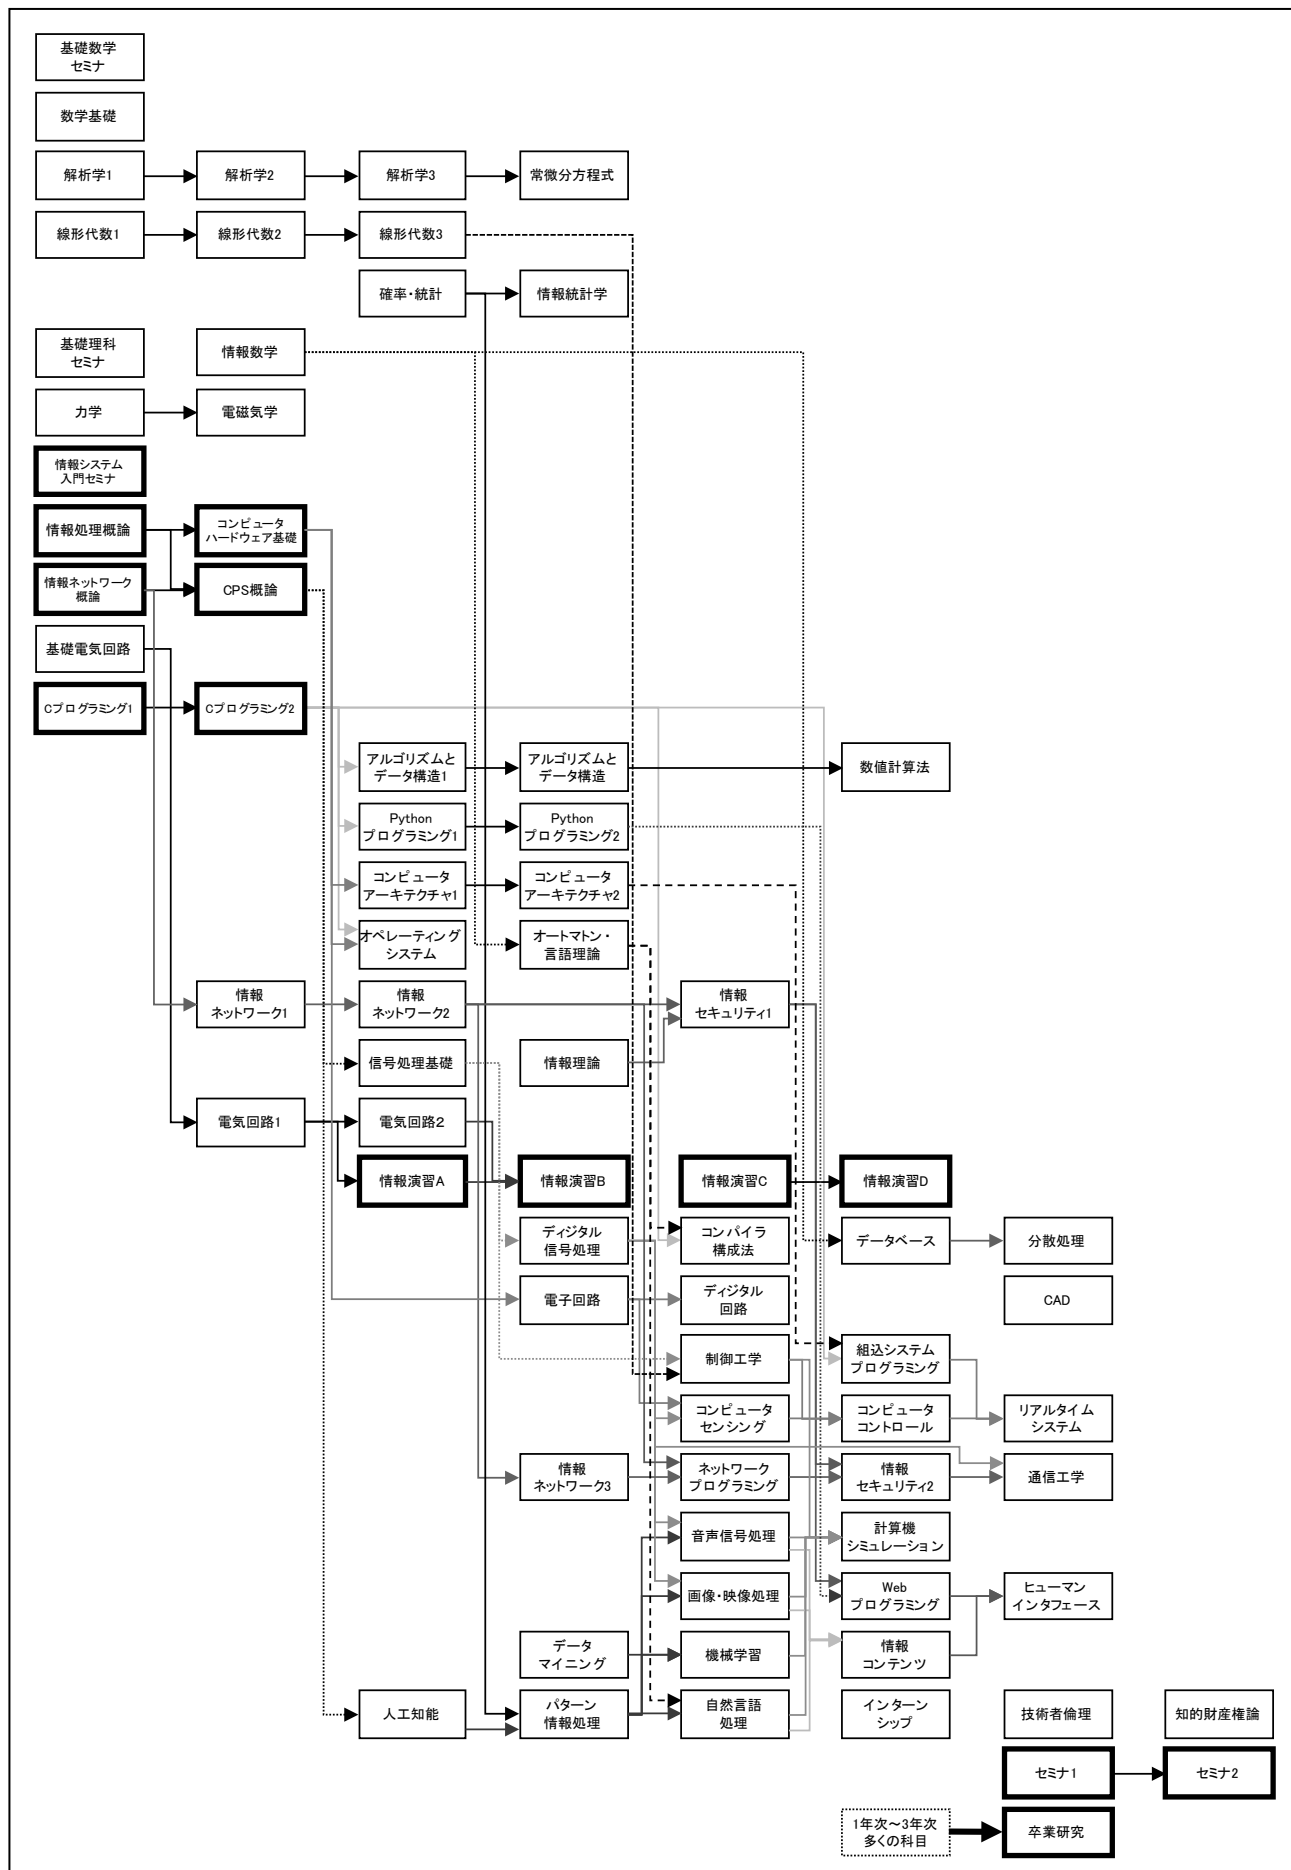 基礎数学
セミナ
数学基礎
解析学1
解析学2
解析学3
常微分方程式
線形代数1
線形代数2
線形代数3
確率・統計
情報統計学
基礎理科
セミナ
情報数学
力学
電磁気学
情報システム
入門セミナ
情報処理概論
コンピュータ
ハードウェア基礎
情報ネットワーク
概論
CPS概論
基礎電気回路
Cプログラミング1
Cプログラミング2
アルゴリズムと
データ構造1
アルゴリズムと
データ構造
数値計算法
Python
プログラミング1
Python
プログラミング2
コンピュータ
アーキテクチャ1
コンピュータ
アーキテクチャ2
オペレーティング
システム
オートマトン・
言語理論
情報
ネットワーク1
情報
ネットワーク2
情報
セキュリティ1
信号処理基礎
情報理論
電気回路1
電気回路2
情報演習A
情報演習B
情報演習C
情報演習D
ディジタル
信号処理
コンパイラ
構成法
データベース
分散処理
電子回路
ディジタル
回路
CAD
制御工学
組込システム
プログラミング
コンピュータ
センシング
コンピュータ
コントロール
リアルタイム
システム
情報
ネットワーク3
ネットワーク
プログラミング
情報
セキュリティ2
通信工学
音声信号処理
計算機
シミュレーション
画像・映像処理
Web
プログラミング
ヒューマン
インタフェース
データ
マイニング
機械学習
情報
コンテンツ
人工知能
パターン
情報処理
自然言語
処理
インターン
シップ
技術者倫理
知的財産権論
セミナ1
セミナ2
1年次～3年次
多くの科目
卒業研究